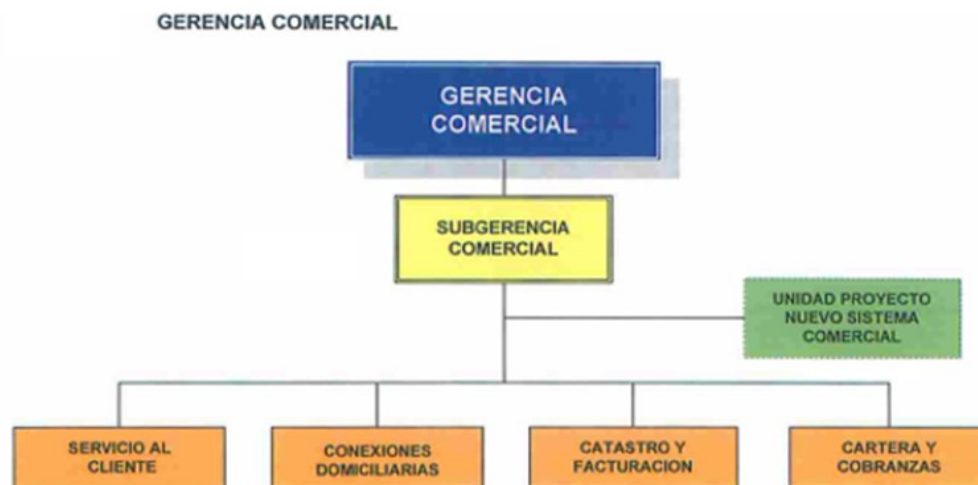 GERENCIA COMERCIAL
GERENCIA
COMERCIAL
SUBGERENCIA
COMERCIAL
UNIDAD PROYECTO
NUEVO SISTEMA
COMERCIAL
SERVICIO AL
CLIENTE
CONEXIONES
DOMICILIARIAS
CATASTRO Y
FACTURACION
CARTERA Y
COBRANZAS